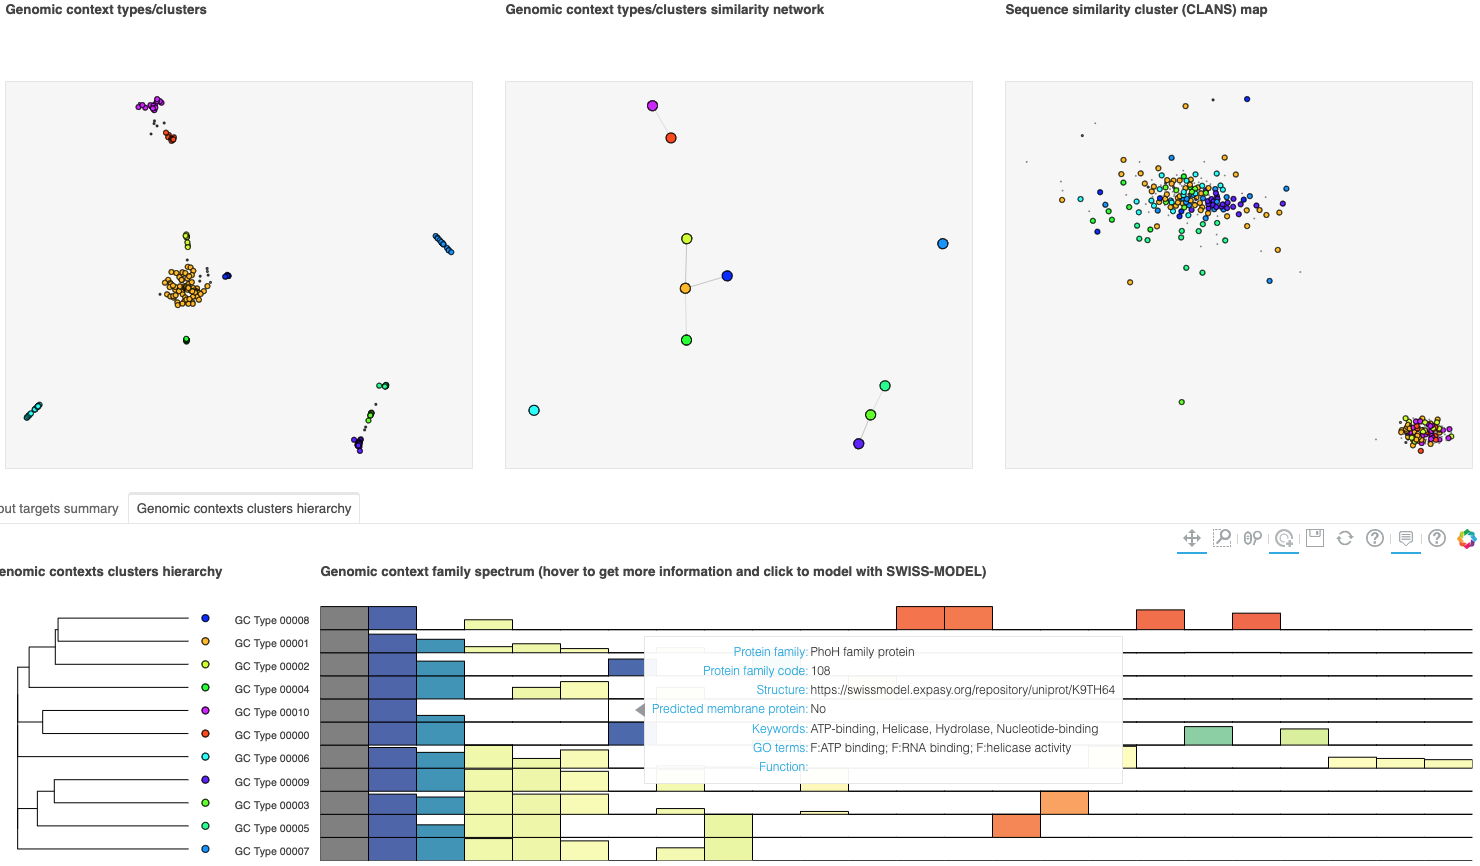 Genomic context types/clusters
Genomic context types/clusters similarity network
Sequence similarity cluster (CLANS) map
out targets summary
Genomic contexts clusters hierarchy
enomic contexts clusters hierarchy
Genomic context family spectrum (hover to get more information and click to model with SWISS-MODEL)
GC Type 00008
GC Type 00001
GC Type 00002
GC Type 00004
GC Type 00010
GC Type 00000
GC Type 00006
GC Type 00009
GC Type 00003
GC Type 00005
GC Type 00007
Protein family: PhoH family protein
Protein family code: 108
Structure: https://swissmodel.expasy.org/repository/uniprot/K9TH64
Predicted membrane protein: No
Keywords: ATP-binding, Helicase, Hydrolase, Nucleotide-binding
GO terms: F:ATP binding; F:RNA binding; F:helicase activity
Function: